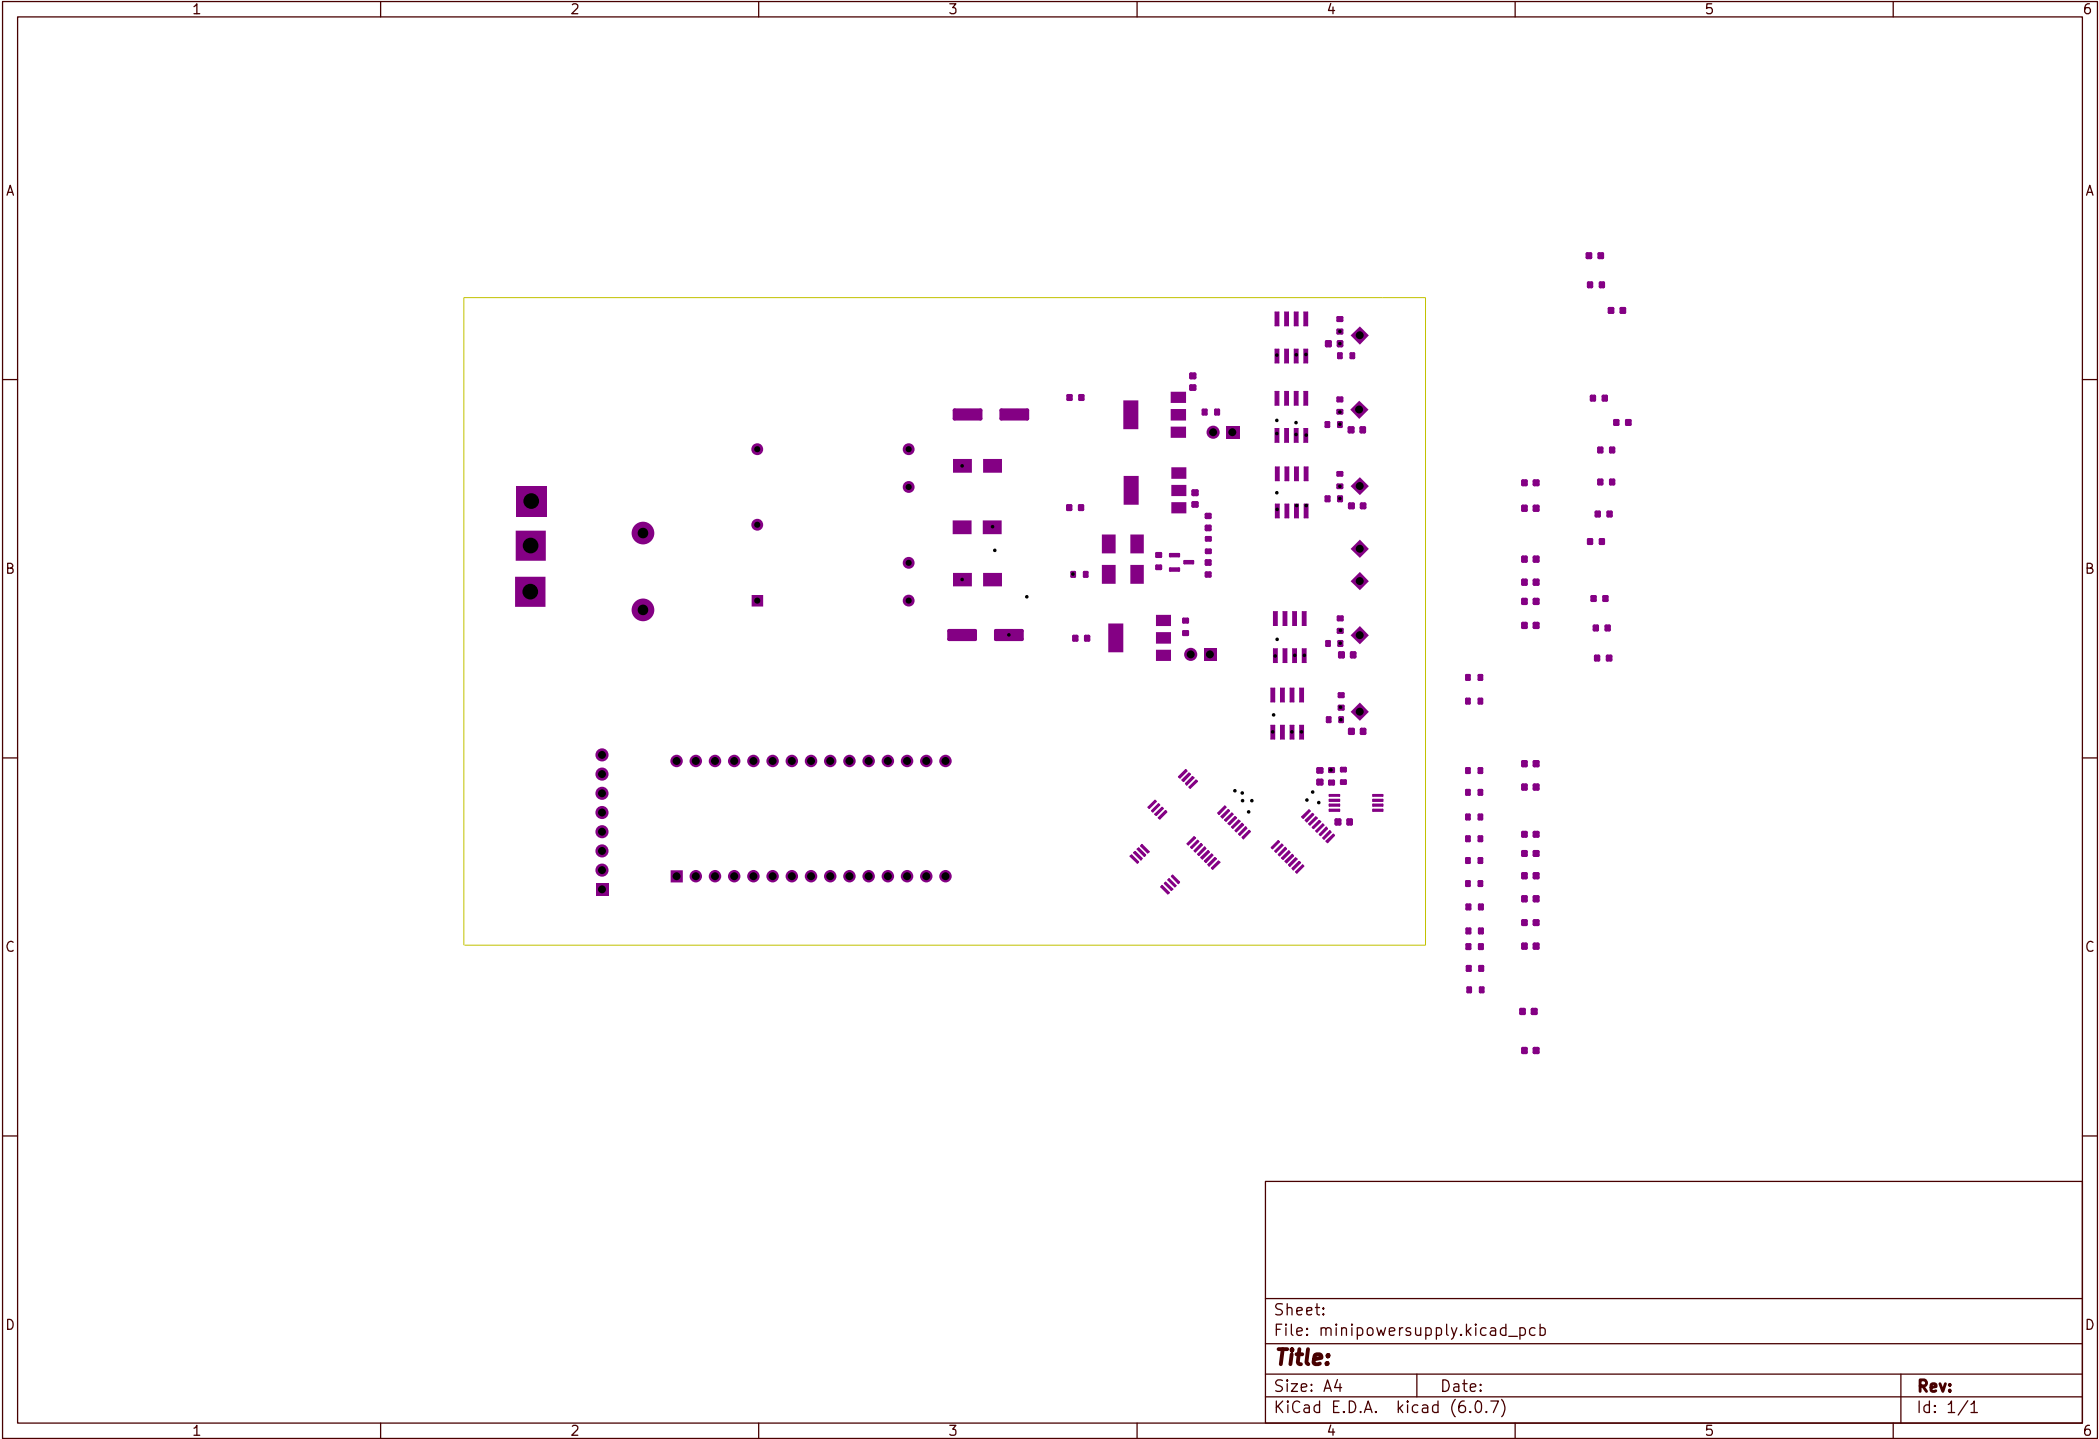 1 2 3 4 5 6
A A
B B
C C
D D
Sheet:
File: minipowersupply.kicad_pcb
Title:
Size: A4 Date: Rev:
KiCad E.D.A. kicad (6.0.7) Id: 1/1
1 2 3 4 5 6